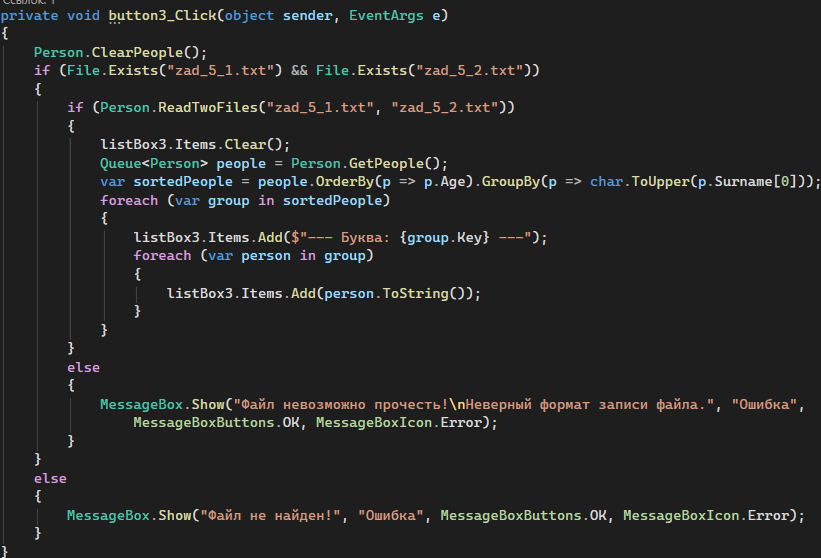 Ссылок: 1
private void button3_Click(object sender, EventArgs e)
{
    Person.ClearPeople();
    if (File.Exists("zad_5_1.txt") && File.Exists("zad_5_2.txt"))
    {
        if (Person.ReadTwoFiles("zad_5_1.txt", "zad_5_2.txt"))
        {
            listBox3.Items.Clear();
            Queue<Person> people = Person.GetPeople();
            var sortedPeople = people.OrderBy(p => p.Age).GroupBy(p => char.ToUpper(p.Surname[0]));
            foreach (var group in sortedPeople)
            {
                listBox3.Items.Add($"--- Буква: {group.Key} ---");
                foreach (var person in group)
                {
                    listBox3.Items.Add(person.ToString());
                }
            }
        }
        else
        {
            MessageBox.Show("Файл невозможно прочесть!\nНеверный формат записи файла.", "Ошибка",
                MessageBoxButtons.OK, MessageBoxIcon.Error);
        }
    }
    else
    {
        MessageBox.Show("Файл не найден!", "Ошибка", MessageBoxButtons.OK, MessageBoxIcon.Error);
    }
}